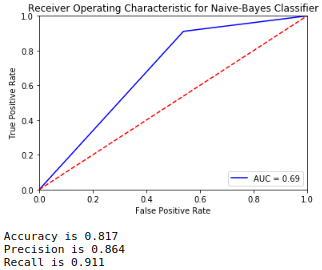 Receiver Operating Characteristic for Naive-Bayes Classifier
1.0
0.8
0.6
0.4
0.2
0.0
True Positive Rate
AUC = 0.69
0.0 0.2 0.4 0.6 0.8 1.0
False Positive Rate
Accuracy is 0.817
Precision is 0.864
Recall is 0.911